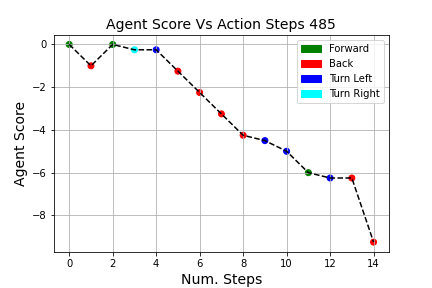 Agent Score Vs Action Steps 485
Agent Score
0
−2
−4
−6
−8
Forward
Back
Turn Left
Turn Right
0 2 4 6 8 10 12 14
Num. Steps